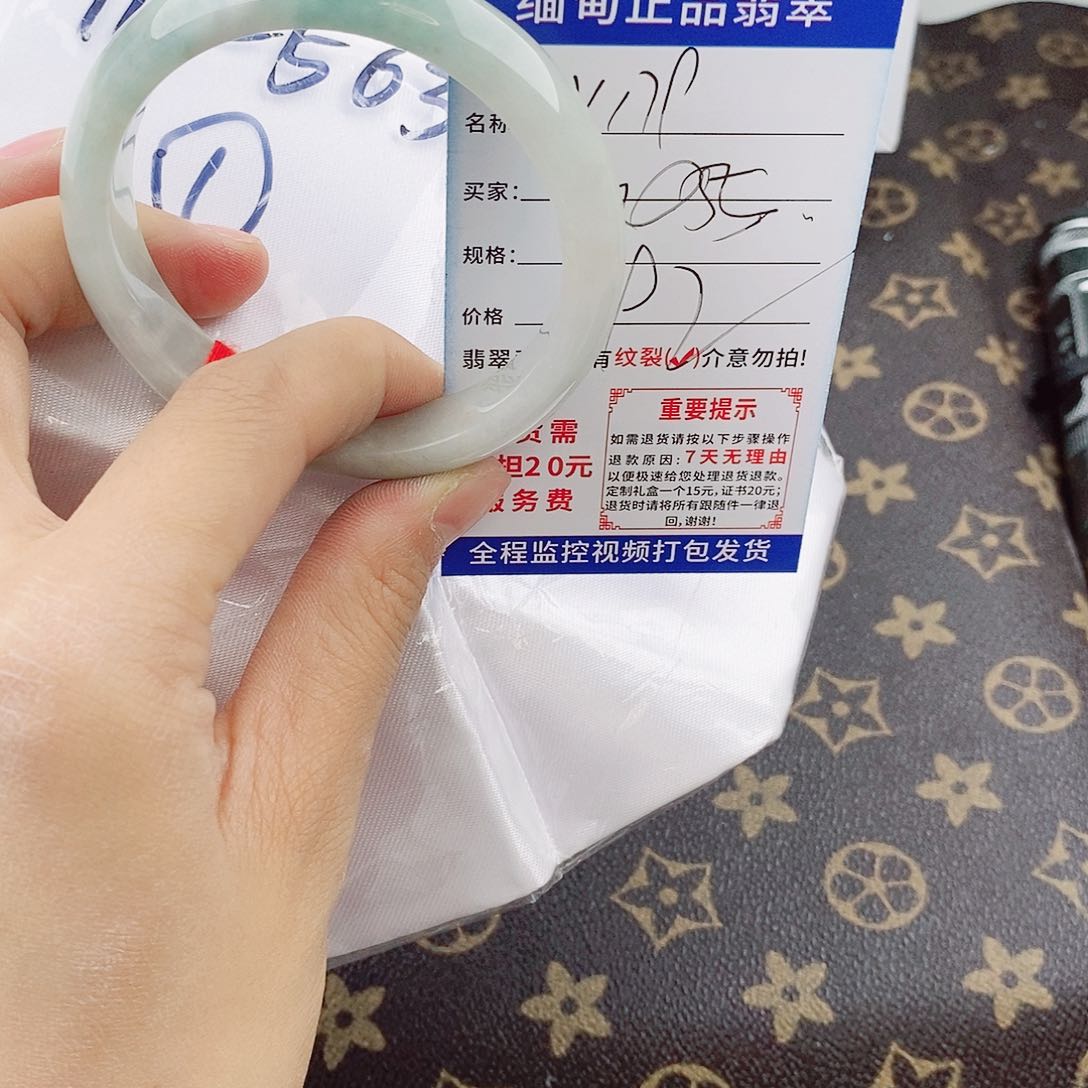 缅甸正品翡翠
563
1
名称
买家:
规格:
价格
翡翠 有纹裂(✓)介意勿拍!
货需
担20元
服务费
重要提示
如需退货请按以下步骤操作
退款原因:7天无理由
以便极速给您处理退货退款。
定制礼盒一个15元,证书20元;
退货时请将所有跟随件一律退
回,谢谢!
全程监控视频打包发货